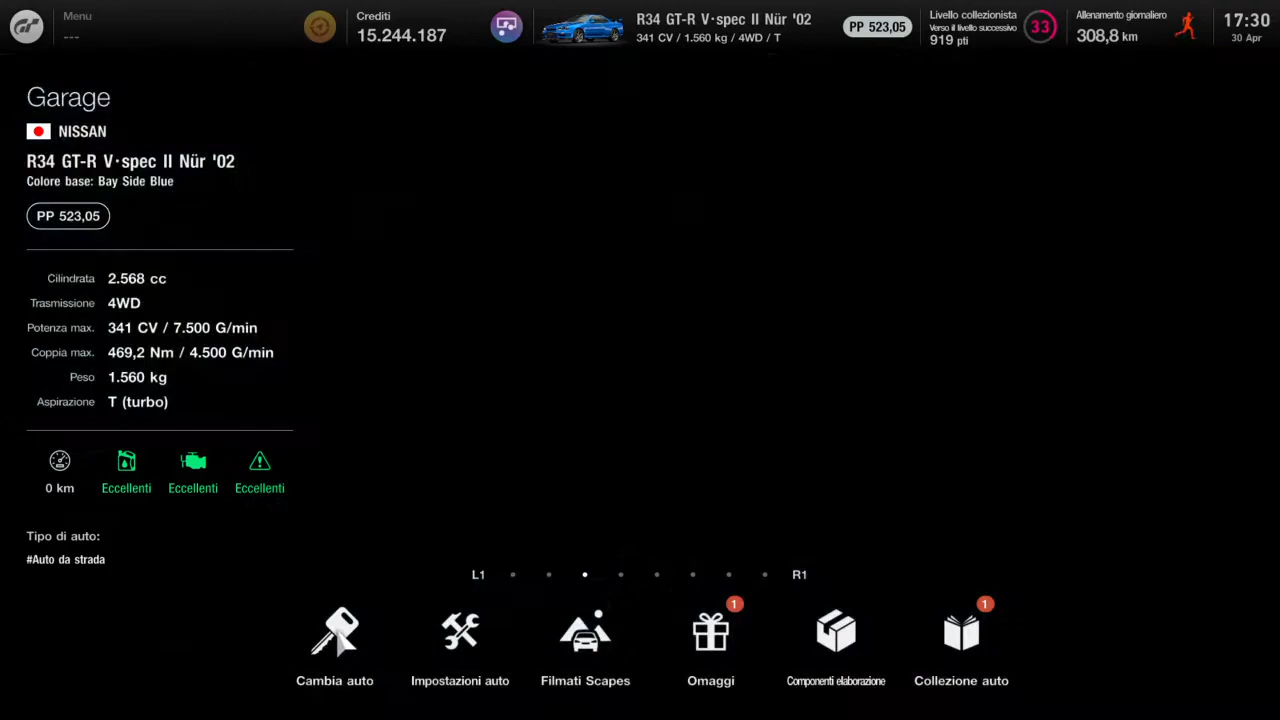 Menu
---
Crediti
15.244.187
R34 GT-R V·spec II Nür '02
341 CV / 1.560 kg / 4WD / T
PP 523,05
Livello collezionista
Verso il livello successivo
919 pti
33
Allenamento giornaliero
308,8 km
17:30
30 Apr
Garage
NISSAN
R34 GT-R V·spec II Nür '02
Colore base: Bay Side Blue
PP 523,05
Cilindrata 2.568 cc
Trasmissione 4WD
Potenza max. 341 CV / 7.500 G/min
Coppia max. 469,2 Nm / 4.500 G/min
Peso 1.560 kg
Aspirazione T (turbo)
0 km Eccellenti Eccellenti Eccellenti
Tipo di auto:
#Auto da strada
L1 R1
1 1
Cambia auto Impostazioni auto Filmati Scapes Omaggi Componenti elaborazione Collezione auto